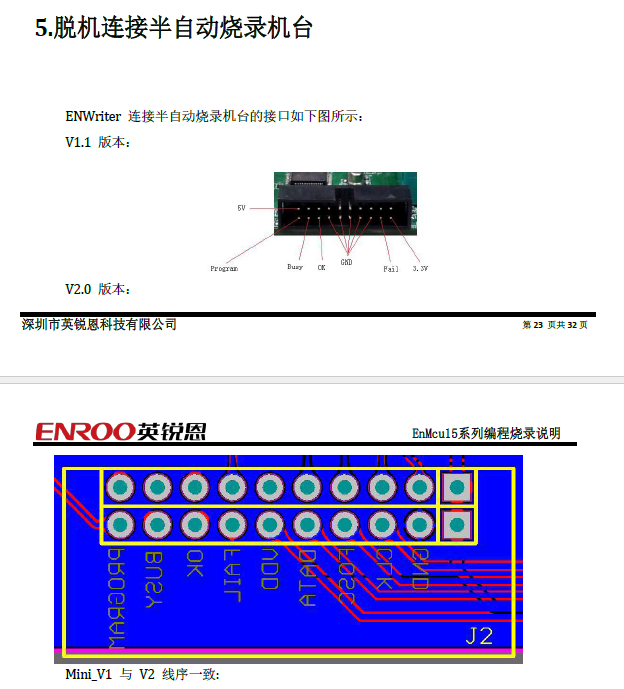 5.脱机连接半自动烧录机台
ENWriter 连接半自动烧录机台的接口如下图所示：
V1.1 版本：
5V
Program Busy OK GND Fail 3.3V
V2.0 版本：
深圳市英锐恩科技有限公司 第 23 页共 32 页
ENROO英锐恩 EnMcu15系列编程烧录说明
PROGRAM BUSY OK FAIL VDD DATA GND
J2
Mini_V1 与 V2 线序一致：